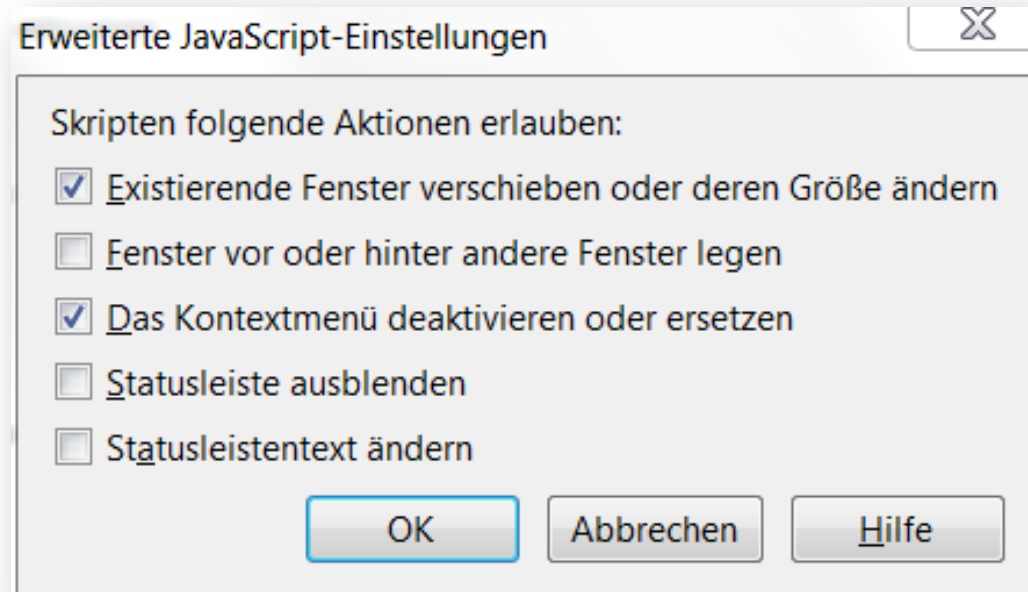 Erweiterte JavaScript-Einstellungen
Skripten folgende Aktionen erlauben:
Existierende Fenster verschieben oder deren Größe ändern
Fenster vor oder hinter andere Fenster legen
Das Kontextmenü deaktivieren oder ersetzen
Statusleiste ausblenden
Statusleistentext ändern
OK Abbrechen Hilfe